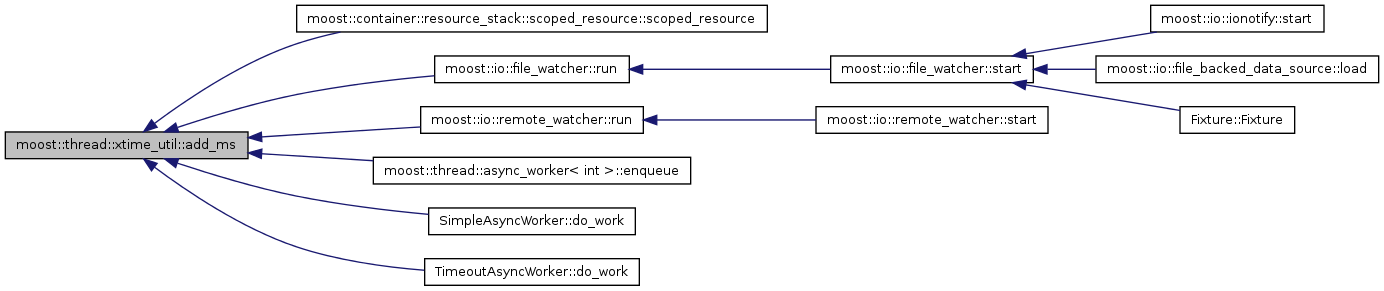 moost::container::resource_stack::scoped_resource::scoped_resource
moost::io::ionotify::start
moost::io::file_watcher::run
moost::io::file_watcher::start
moost::io::file_backed_data_source::load
moost::io::remote_watcher::run
moost::io::remote_watcher::start
Fixture::Fixture
moost::thread::xtime_util::add_ms
moost::thread::async_worker< int >::enqueue
SimpleAsyncWorker::do_work
TimeoutAsyncWorker::do_work